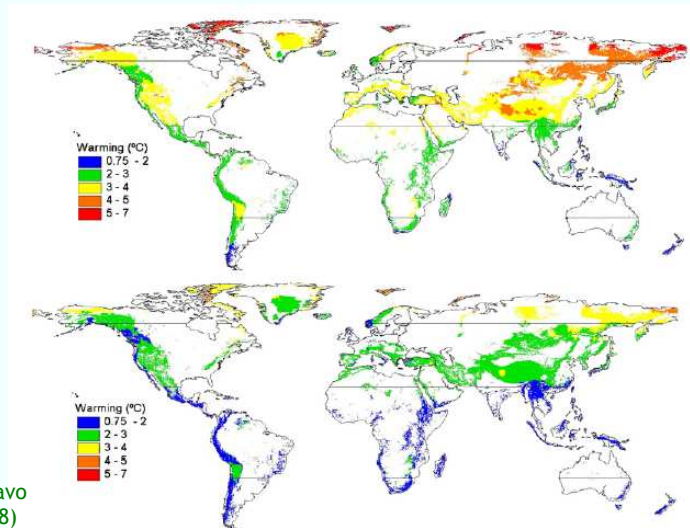 Warming (ºC)
0.75 - 2
2 - 3
3 - 4
4 - 5
5 - 7
Warming (ºC)
0.75 - 2
2 - 3
3 - 4
4 - 5
5 - 7
avo
8)